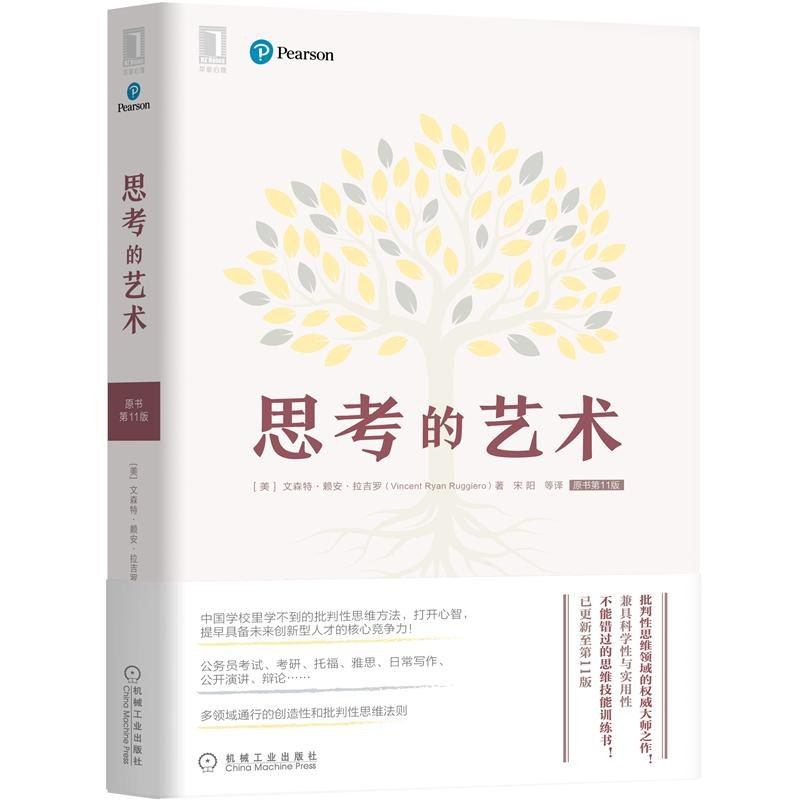 华章心理
Pearson
思考的艺术
原书
第11版
[美] 文森特·赖安·拉吉罗
机械工业出版社
China Machine Press
华章心理
Pearson
思考的艺术
[美] 文森特·赖安·拉吉罗(Vincent Ryan Ruggiero)著 宋阳 等译 原书第11版
中国学校里学不到的批判性思维方法,打开心智,
提早具备未来创新型人才的核心竞争力!
公务员考试、考研、托福、雅思、日常写作、
公开演讲、辩论……
多领域通行的创造性和批判性思维法则
机械工业出版社
China Machine Press
批判性思维领域的权威大师之作!
兼具科学性与实用性
不能错过的思维技能训练书!
已更新至第11版